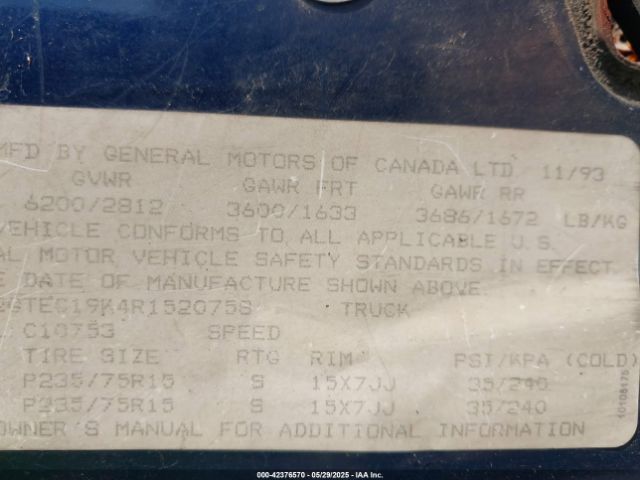 MFD BY GENERAL MOTORS OF CANADA LTD 11/93
GVWR GAWR FRT GAWR RR
6200/2812 3600/1633 3686/1672 LB/KG
VEHICLE CONFORMS TO ALL APPLICABLE U.S.
AL MOTOR VEHICLE SAFETY STANDARDS IN EFFECT
E DATE OF MANUFACTURE SHOWN ABOVE.
2GTEC19K4R1520758 TRUCK
C10753 SPEED
TIRE SIZE RTG RIM PSI/KPA (COLD)
P235/75R15 S 15X7JJ 35/240
P235/75R15 S 15X7JJ 35/240
OWNER'S MANUAL FOR ADDITIONAL INFORMATION
10108175
000-42376570 - 05/29/2025 - IAA Inc.